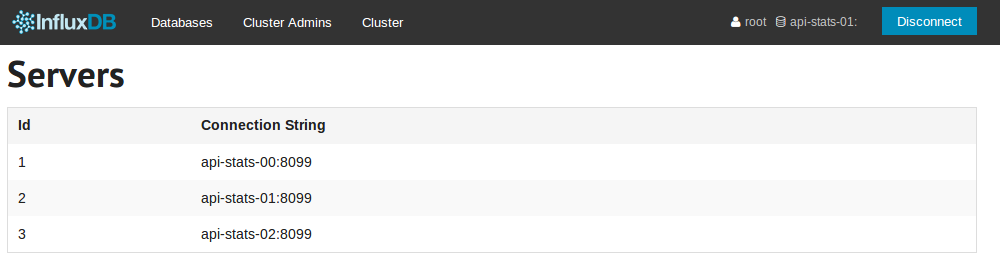 InfluxDB Databases Cluster Admins Cluster root api-stats-01: Disconnect
Servers
Id Connection String
1 api-stats-00:8099
2 api-stats-01:8099
3 api-stats-02:8099